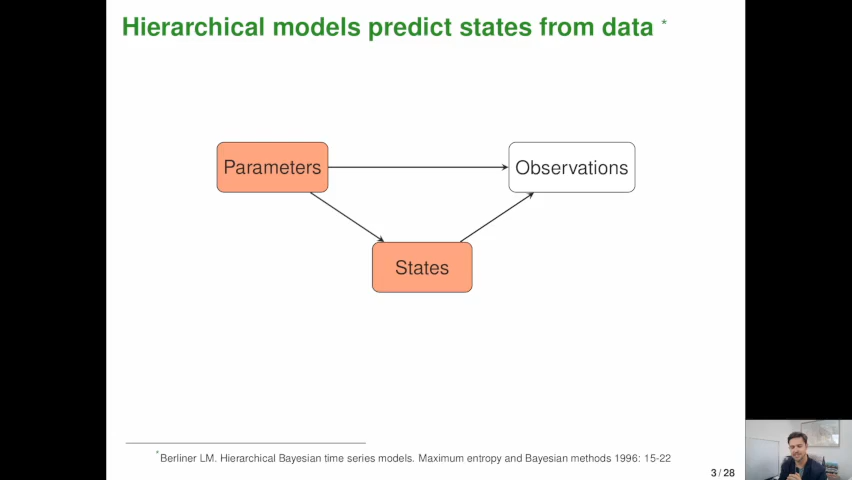 Hierarchical models predict states from data *
Parameters
Observations
States
*Berliner LM. Hierarchical Bayesian time series models. Maximum entropy and Bayesian methods 1996: 15-22
3 / 28